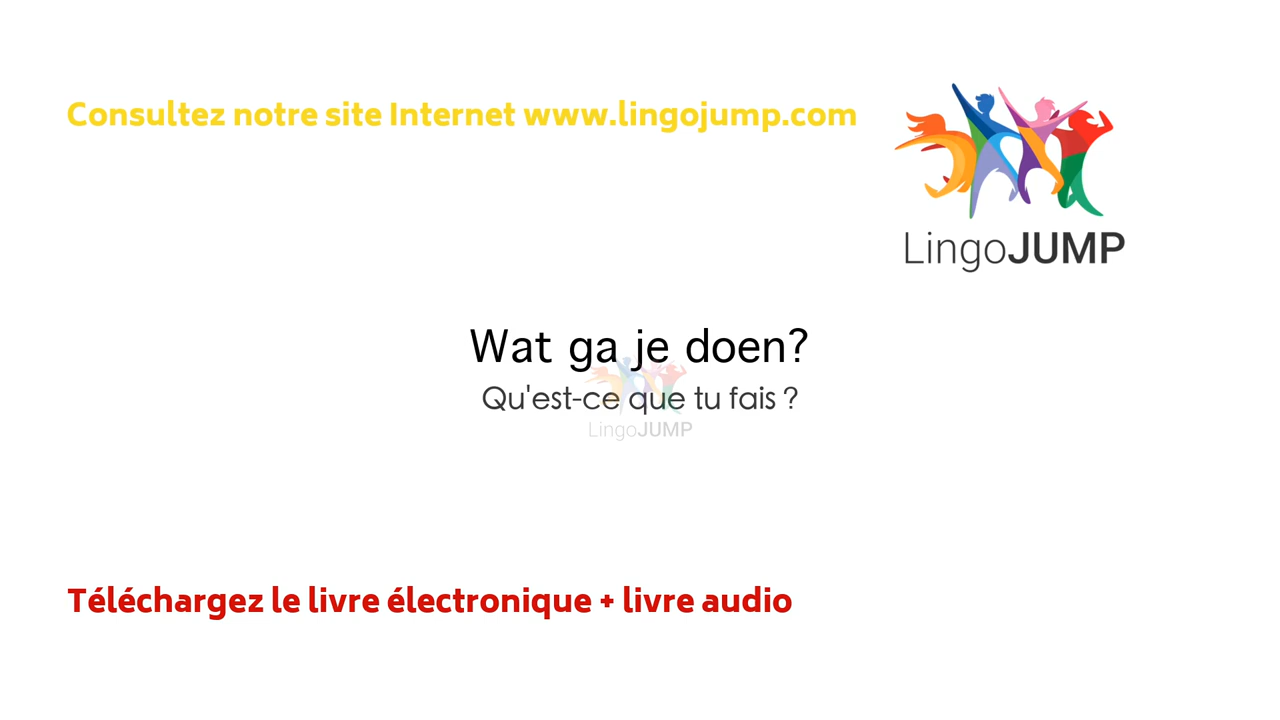 Consultez notre site Internet www.lingojump.com
LingoJUMP
Wat ga je doen?
Qu'est-ce que tu fais ?
LingoJUMP
Téléchargez le livre électronique + livre audio